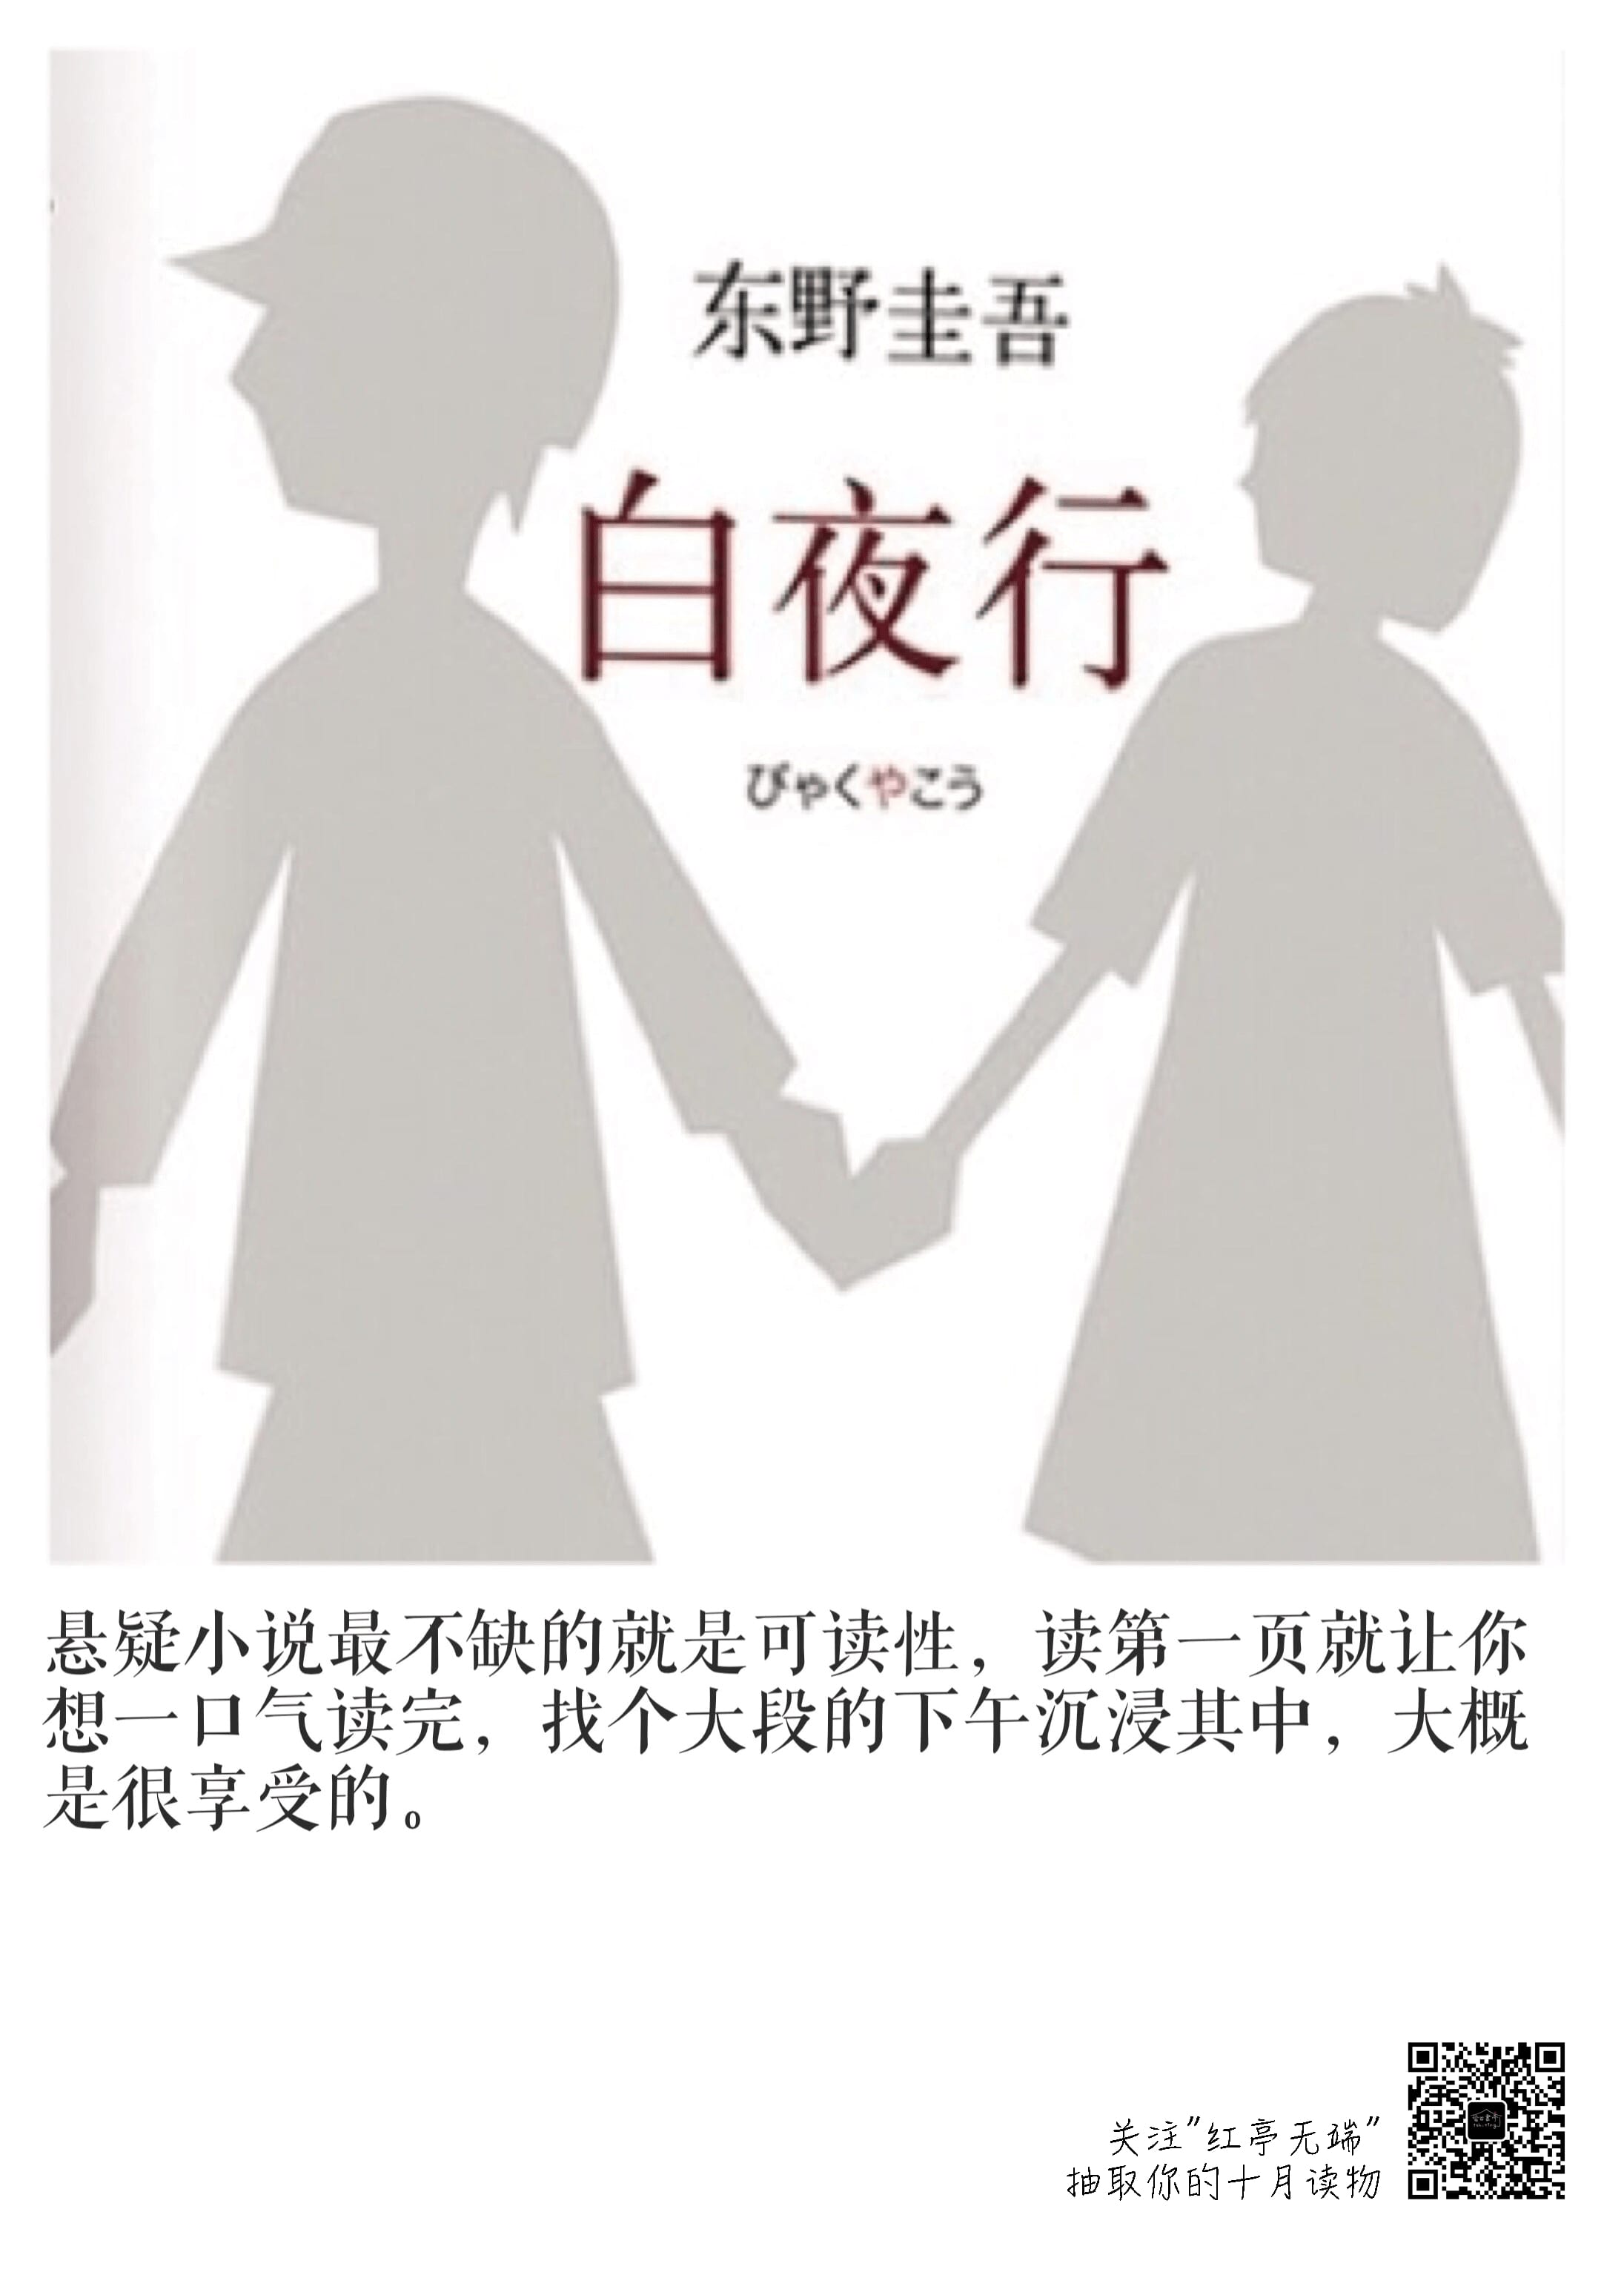 东野圭吾
白夜行
びゃくやこう
悬疑小说最不缺的就是可读性，读第一页就让你
想一口气读完，找个大段的下午沉浸其中，大概
是很享受的。
关注"红亭无端"
抽取你的十月读物